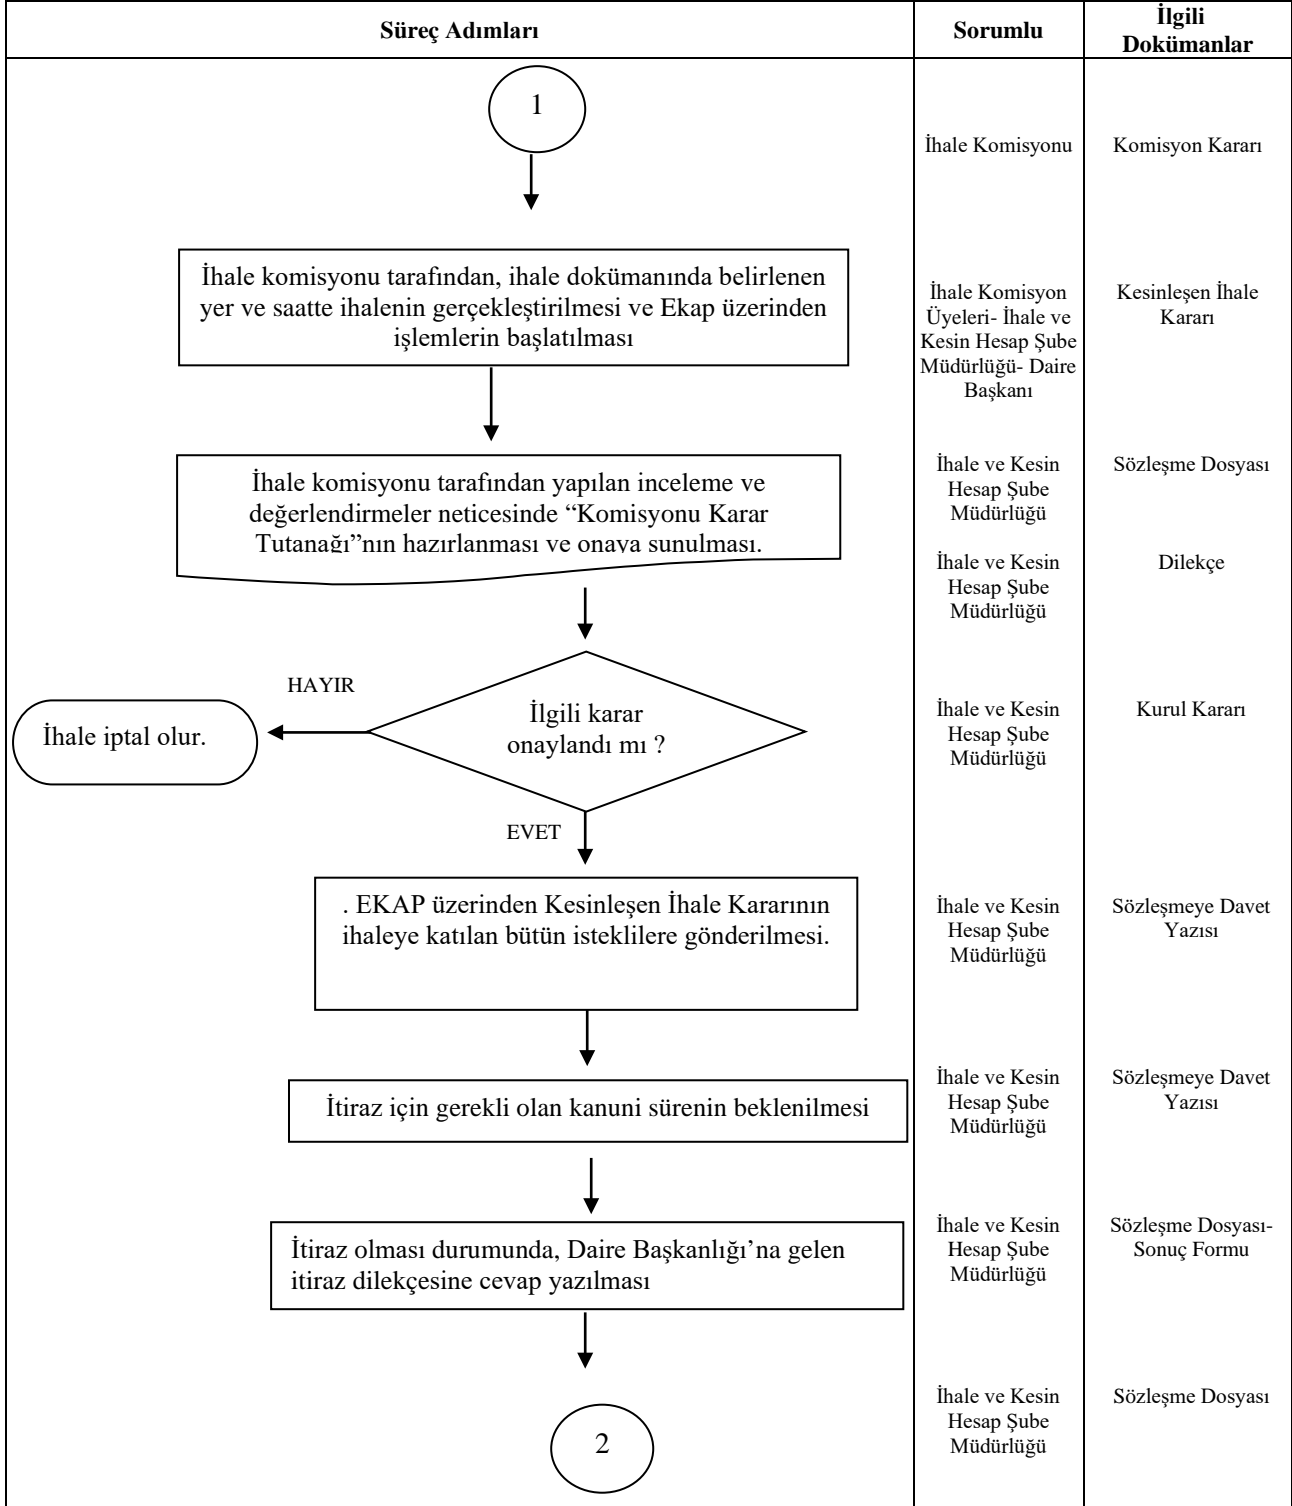 Süreç Adımları
Sorumlu
İlgili
Dokümanlar
1
İhale Komisyonu
Komisyon Kararı
İhale komisyonu tarafından, ihale dokümanında belirlenen
yer ve saatte ihalenin gerçekleştirilmesi ve Ekap üzerinden
işlemlerin başlatılması
İhale Komisyon
Üyeleri- İhale ve
Kesin Hesap Şube
Müdürlüğü- Daire
Başkanı
Kesinleşen İhale
Kararı
İhale komisyonu tarafından yapılan inceleme ve
değerlendirmeler neticesinde “Komisyonu Karar
Tutanağı”nın hazırlanması ve onaya sunulması.
İhale ve Kesin
Hesap Şube
Müdürlüğü
Sözleşme Dosyası
İhale ve Kesin
Hesap Şube
Müdürlüğü
Dilekçe
HAYIR
İhale iptal olur.
İlgili karar
onaylandı mı ?
İhale ve Kesin
Hesap Şube
Müdürlüğü
Kurul Kararı
EVET
. EKAP üzerinden Kesinleşen İhale Kararının
ihaleye katılan bütün isteklilere gönderilmesi.
İhale ve Kesin
Hesap Şube
Müdürlüğü
Sözleşmeye Davet
Yazısı
İtiraz için gerekli olan kanuni sürenin beklenilmesi
İhale ve Kesin
Hesap Şube
Müdürlüğü
Sözleşmeye Davet
Yazısı
İtiraz olması durumunda, Daire Başkanlığı’na gelen
itiraz dilekçesine cevap yazılması
İhale ve Kesin
Hesap Şube
Müdürlüğü
Sözleşme Dosyası-
Sonuç Formu
2
İhale ve Kesin
Hesap Şube
Müdürlüğü
Sözleşme Dosyası